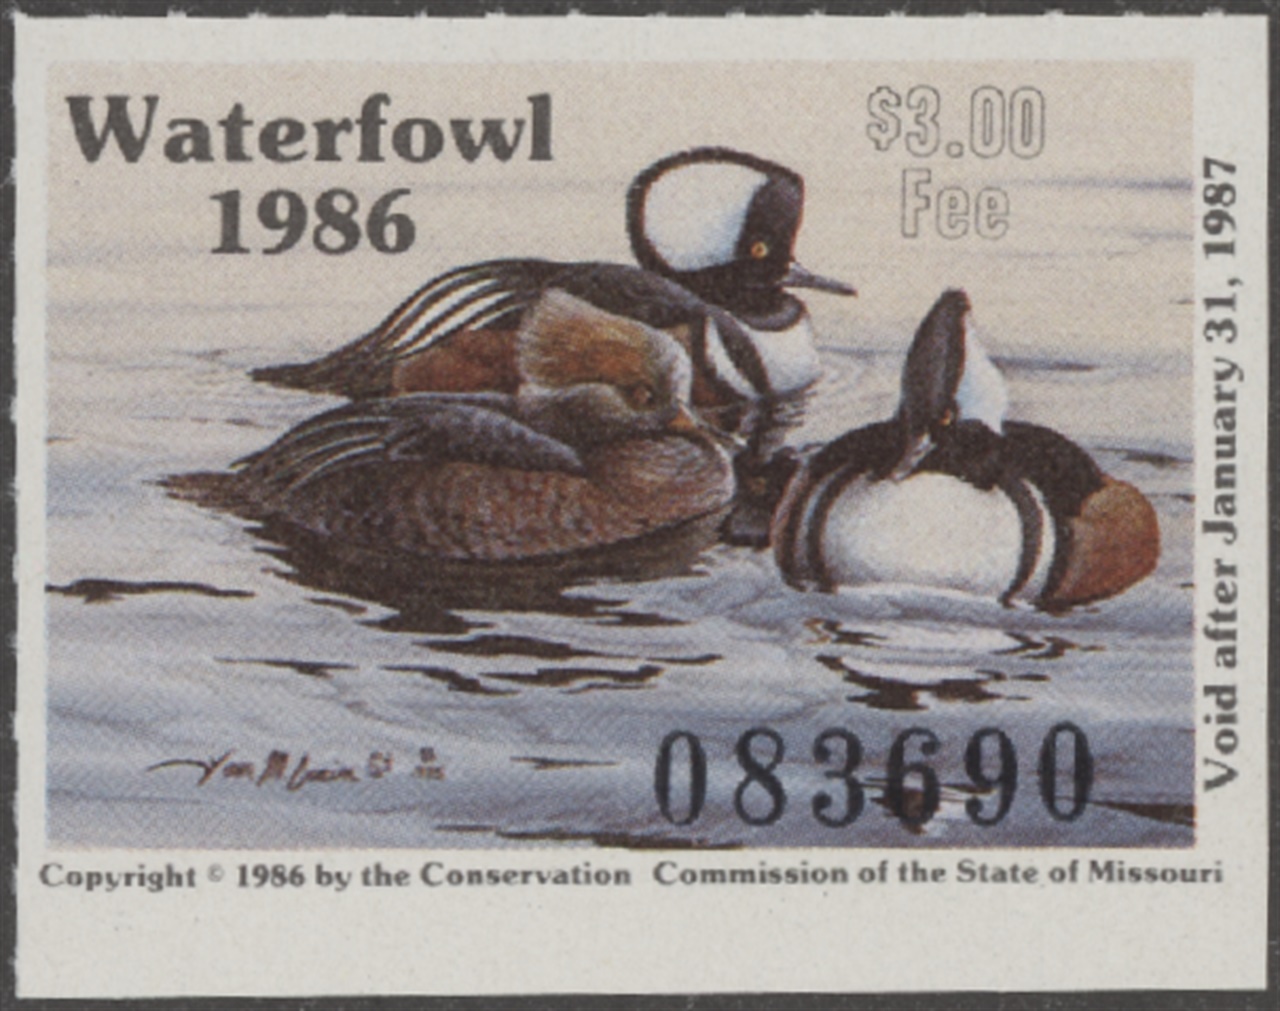 Waterfowl
1986
$3.00
Fee
Void after January 31, 1987
083690
Copyright © 1986 by the Conservation Commission of the State of Missouri